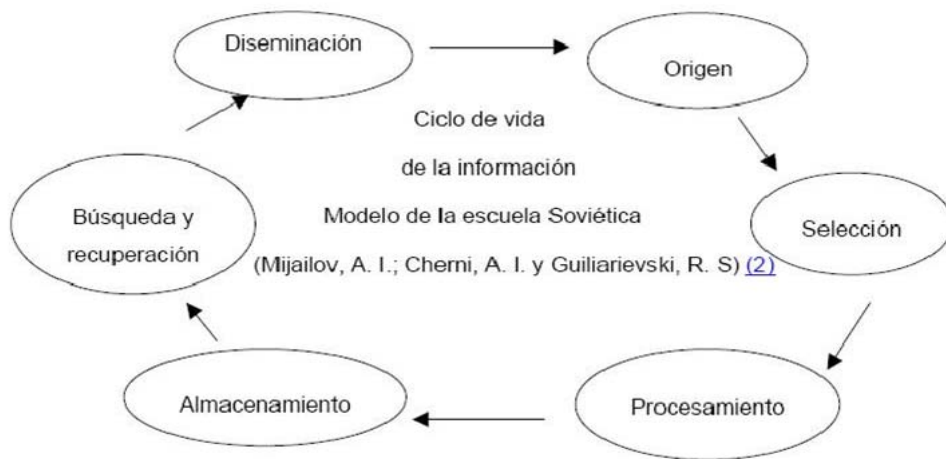 Diseminación
Origen
Ciclo de vida
de la información
Modelo de la escuela Soviética
(Mijailov, A. I.; Cherni, A. I. y Guiliarievski, R. S) (2)
Selección
Procesamiento
Almacenamiento
Búsqueda y
recuperación